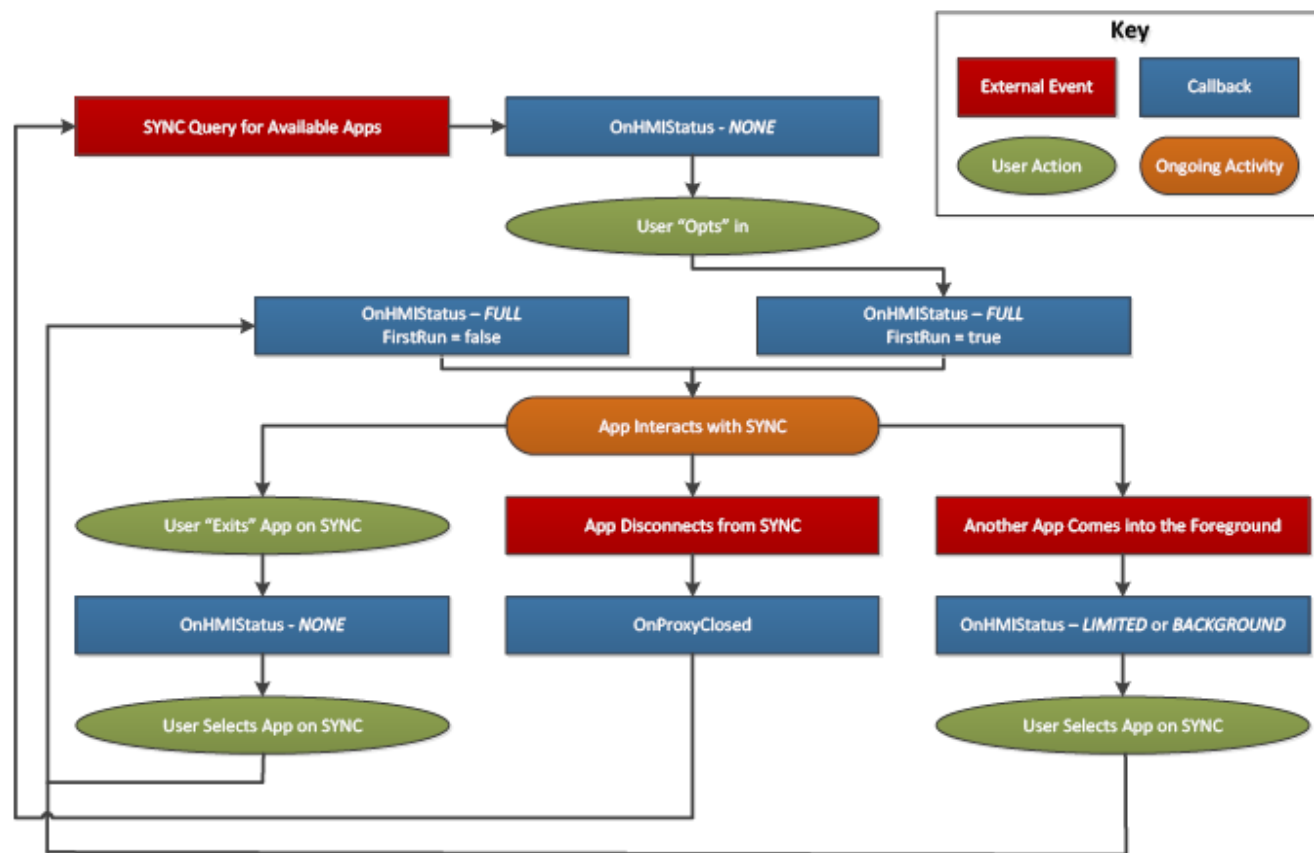 Key
External Event
Callback
User Action
Ongoing Activity
SYNC Query for Available Apps
OnHMIStatus - NONE
User “Opts” in
OnHMIStatus – FULL
FirstRun = false
OnHMIStatus – FULL
FirstRun = true
App Interacts with SYNC
User “Exits” App on SYNC
App Disconnects from SYNC
Another App Comes into the Foreground
OnHMIStatus - NONE
OnProxyClosed
OnHMIStatus – LIMITED or BACKGROUND
User Selects App on SYNC
User Selects App on SYNC